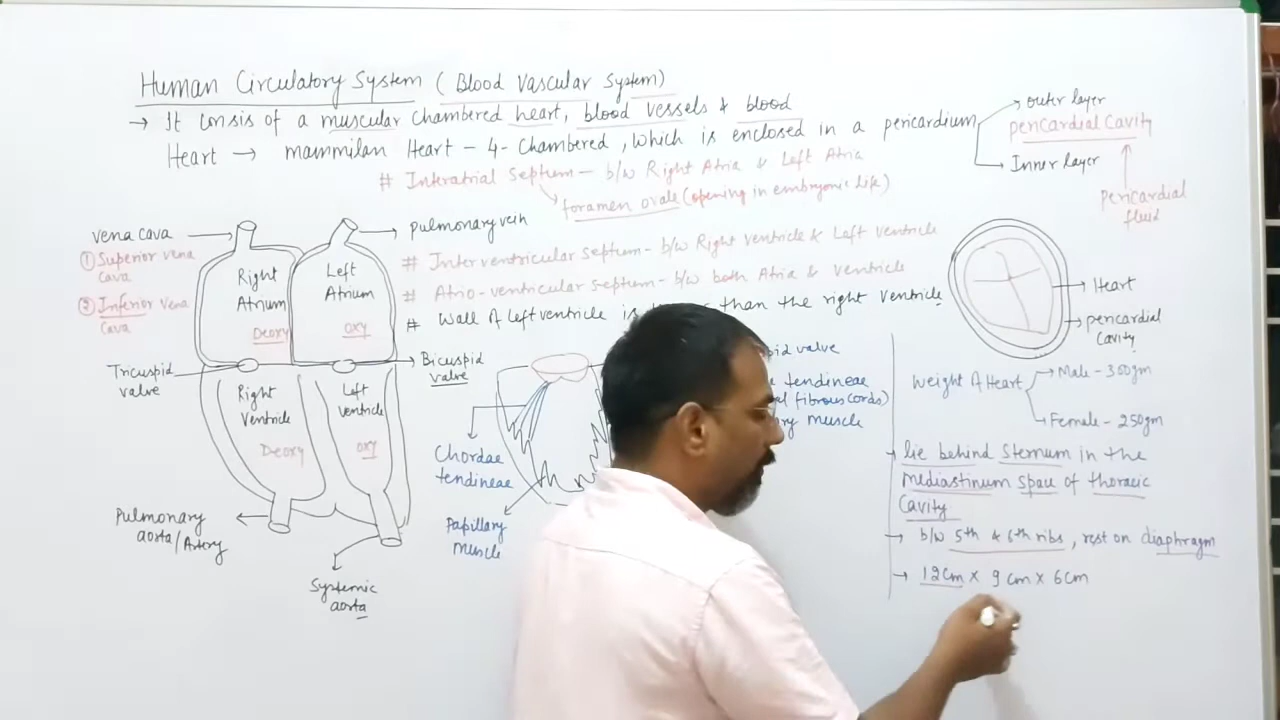 Human Circulatory System (Blood Vascular System)
→ It consis of a muscular chambered heart, blood vessels & blood
Heart → mammilan Heart - 4- Chambered, which is enclosed in a pericardium
outer layer
pericardial Cavity
Inner layer
pericardial
fluid
# Interatrial Septum - b/w Right Atria & Left Atria
foramen ovale (opening in embryonic life)
# Interventricular septum - b/w Right ventricle & Left ventricle
# Atrio-ventricular septum - b/w both Atria & ventricle
# Wall of Left ventricle is than the right ventricle
vena cava
① Superior vena
cava
② Inferior vena
cava
pulmonary vein
Right
Atrium
Deoxy
Left
Atrium
oxy
Tricuspid
valve
Bicuspid
valve
Right
Ventricle
Deoxy
Left
ventricle
oxy
Pulmonary
aorta/Artery
Systemic
aorta
Chordae
tendineae
Papillary
muscle
valve
tendineae
fibrous cords)
muscle
Heart
pericardial
cavity
weight of Heart
Male - 300gm
Female - 250gm
→ lie behind Sternum in the
Mediastinum space of thoracic
Cavity
→ b/w 5th & 6th ribs, rest on diaphragm
→ 12cm x 9 cm x 6cm